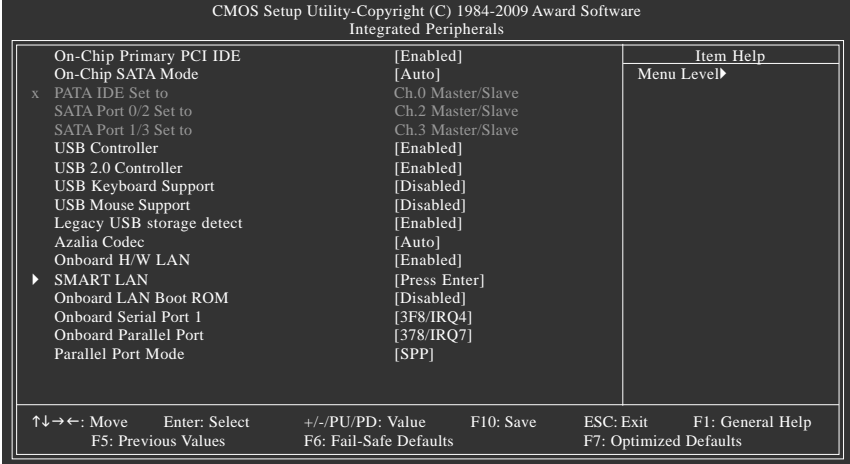 CMOS Setup Utility-Copyright (C) 1984-2009 Award Software
Integrated Peripherals
On-Chip Primary PCI IDE [Enabled] Item Help
On-Chip SATA Mode [Auto] Menu Level▶
x PATA IDE Set to Ch.0 Master/Slave
SATA Port 0/2 Set to Ch.2 Master/Slave
SATA Port 1/3 Set to Ch.3 Master/Slave
USB Controller [Enabled]
USB 2.0 Controller [Enabled]
USB Keyboard Support [Disabled]
USB Mouse Support [Disabled]
Legacy USB storage detect [Enabled]
Azalia Codec [Auto]
Onboard H/W LAN [Enabled]
▶ SMART LAN [Press Enter]
Onboard LAN Boot ROM [Disabled]
Onboard Serial Port 1 [3F8/IRQ4]
Onboard Parallel Port [378/IRQ7]
Parallel Port Mode [SPP]
↑↓→←: Move Enter: Select +/-/PU/PD: Value F10: Save ESC: Exit F1: General Help
F5: Previous Values F6: Fail-Safe Defaults F7: Optimized Defaults